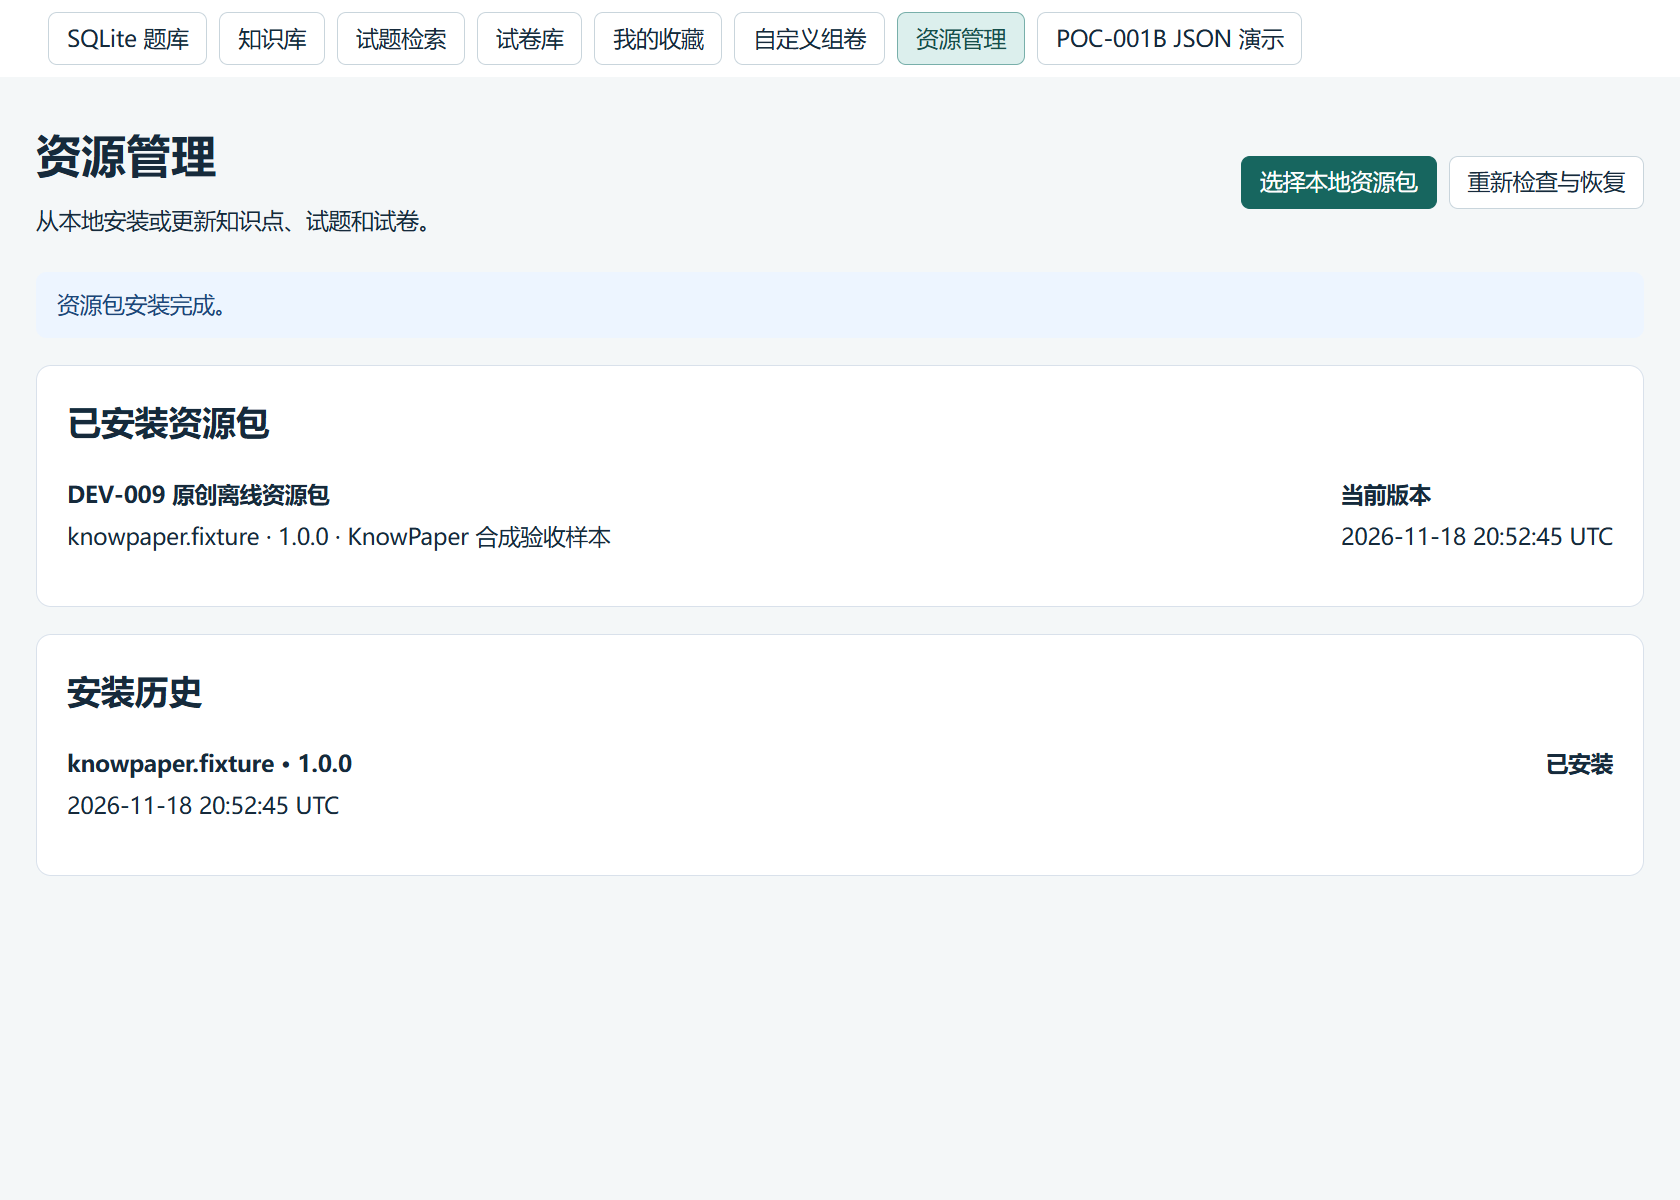 SQLite 题库
知识库
试题检索
试卷库
我的收藏
自定义组卷
资源管理
POC-001B JSON 演示
资源管理
从本地安装或更新知识点、试题和试卷。
选择本地资源包
重新检查与恢复
资源包安装完成。
已安装资源包
DEV-009 原创离线资源包
当前版本
knowpaper.fixture · 1.0.0 · KnowPaper 合成验收样本
2026-11-18 20:52:45 UTC
安装历史
knowpaper.fixture • 1.0.0
已安装
2026-11-18 20:52:45 UTC